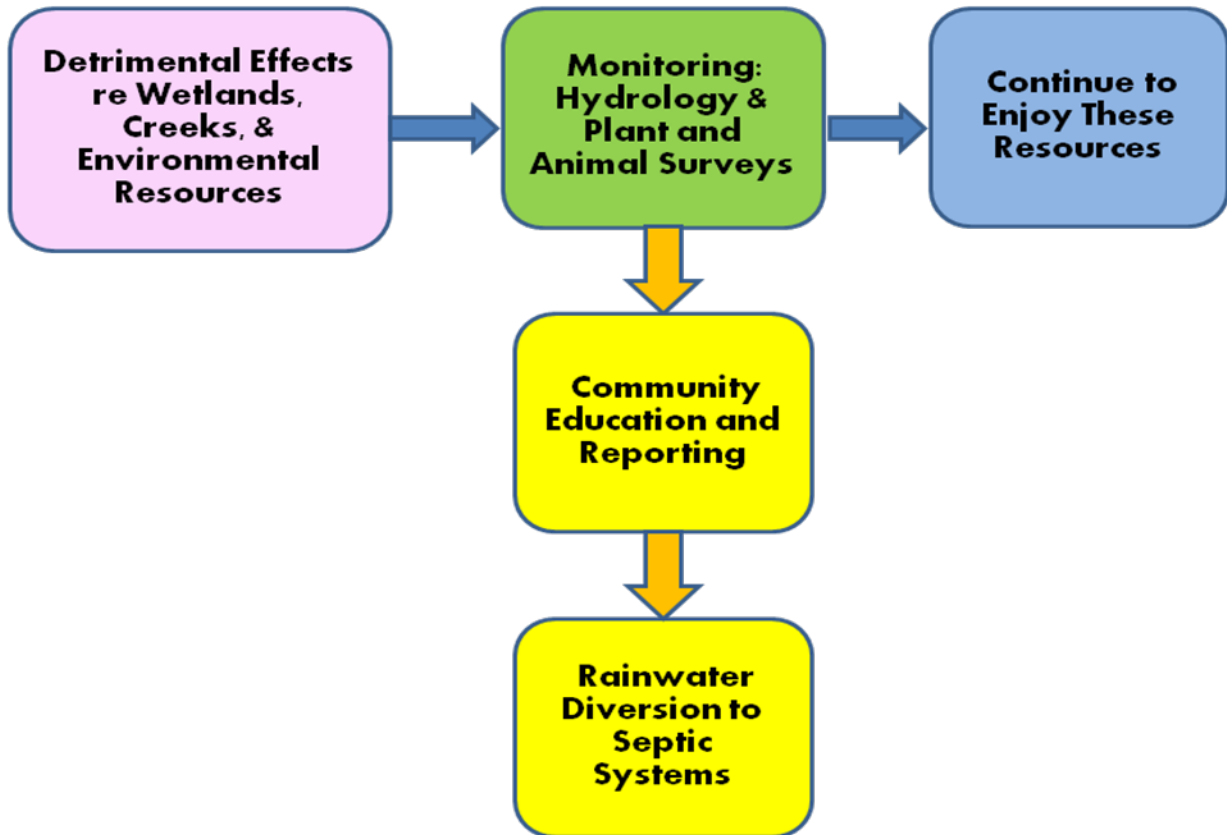 Detrimental Effects
re Wetlands,
Creeks, &
Environmental
Resources
Monitoring:
Hydrology &
Plant and
Animal Surveys
Continue to
Enjoy These
Resources
Community
Education and
Reporting
Rainwater
Diversion to
Septic
Systems